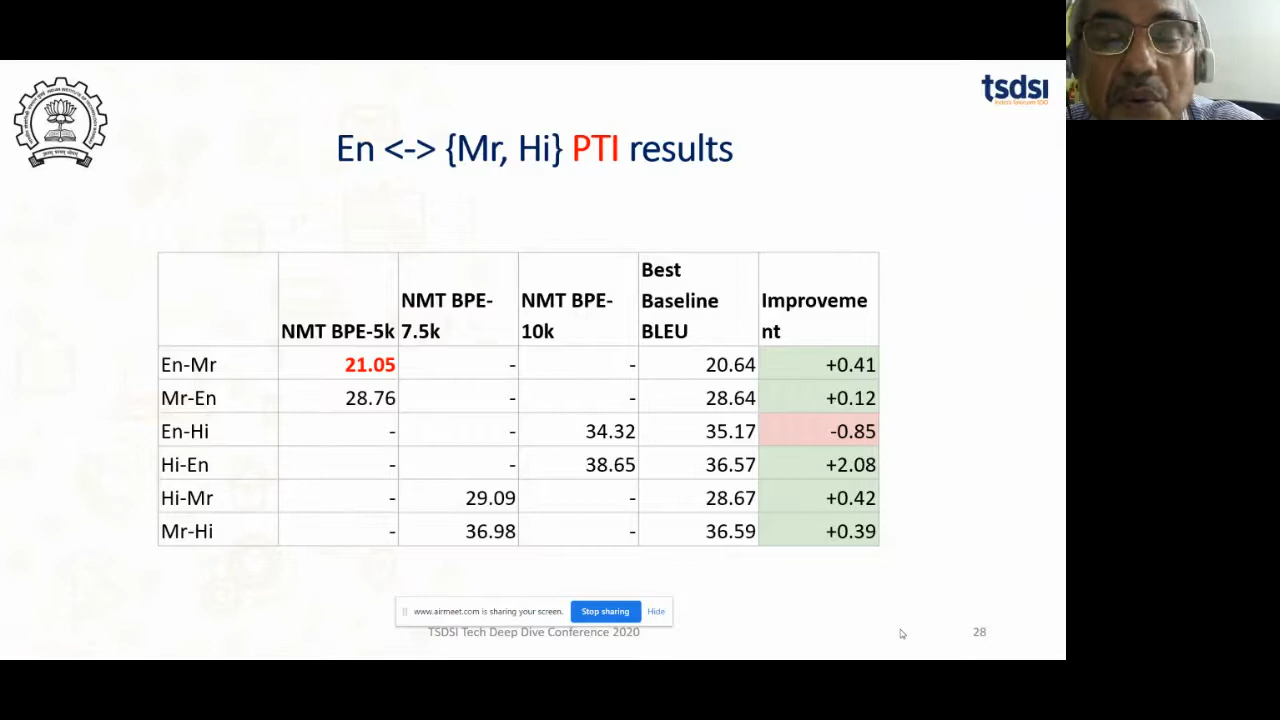 tsdsi
India's Telecom SDO
En <-> {Mr, Hi} PTI results
NMT BPE-5k NMT BPE-7.5k NMT BPE-10k Best Baseline BLEU Improvement
En-Mr 21.05 - - 20.64 +0.41
Mr-En 28.76 - - 28.64 +0.12
En-Hi - - 34.32 35.17 -0.85
Hi-En - - 38.65 36.57 +2.08
Hi-Mr - 29.09 - 28.67 +0.42
Mr-Hi - 36.98 - 36.59 +0.39
www.airmeet.com is sharing your screen. Stop sharing Hide
TSDSI Tech Deep Dive Conference 2020 28